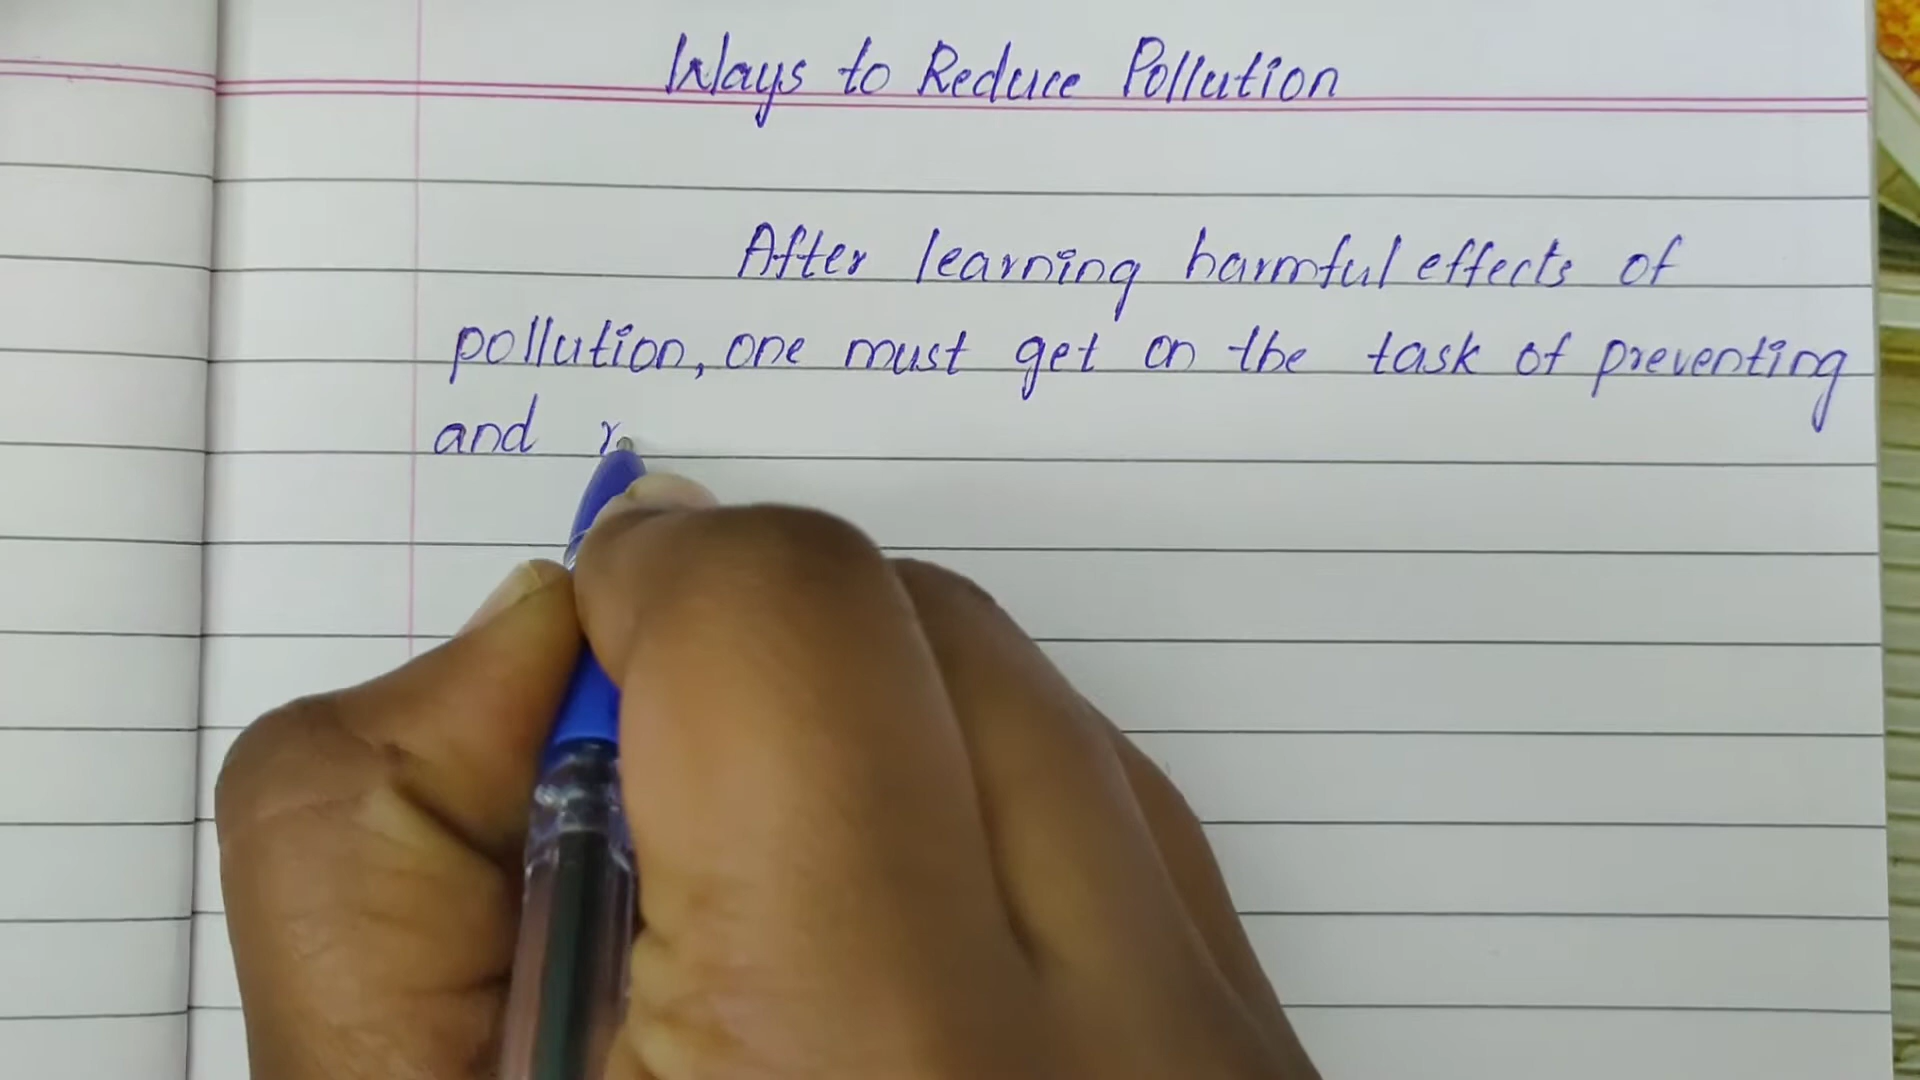 Ways to Reduce Pollution
After learning harmful effects of
pollution, one must get on the task of preventing
and r